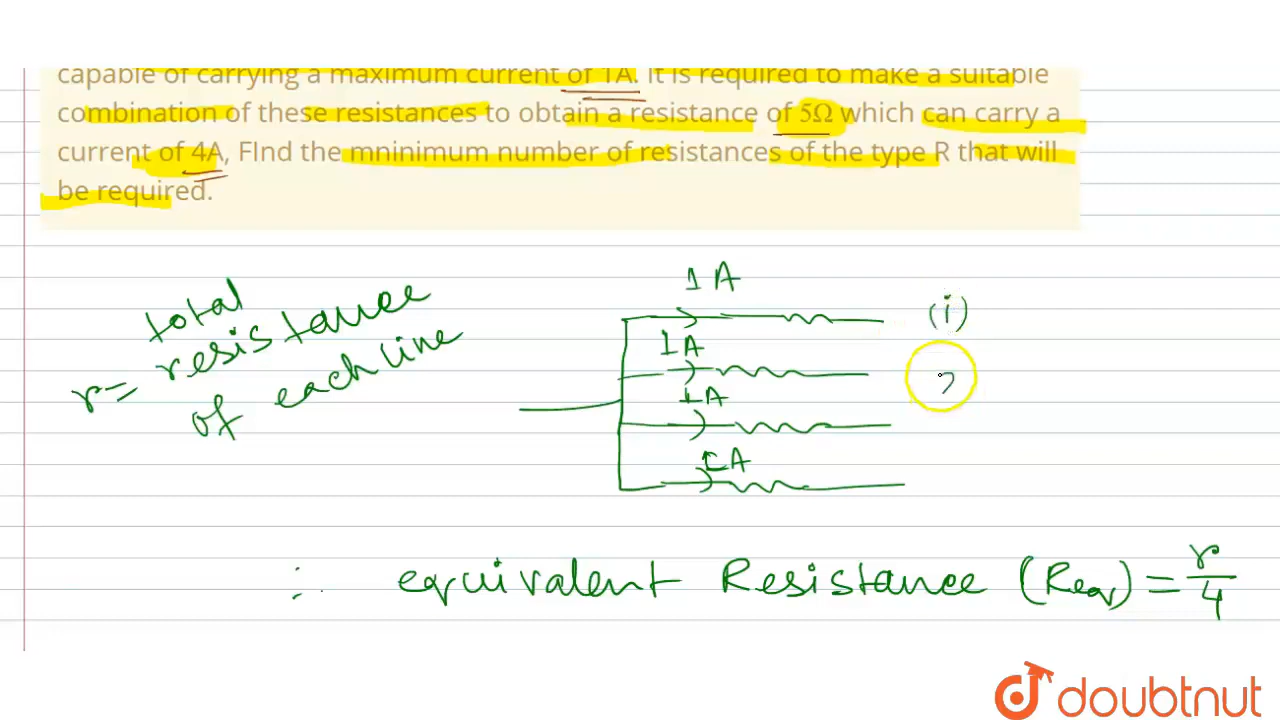 capable of carrying a maximum current of 1A. It is required to make a suitable
combination of these resistances to obtain a resistance of 5Ω which can carry a
current of 4A, FInd the mninimum number of resistances of the type R that will
be required.
1 A
(i)
total
resistance
r=
of each line
1A
2
1A
1A
∴ equivalent Resistance (Req) = r/4
doubtnut